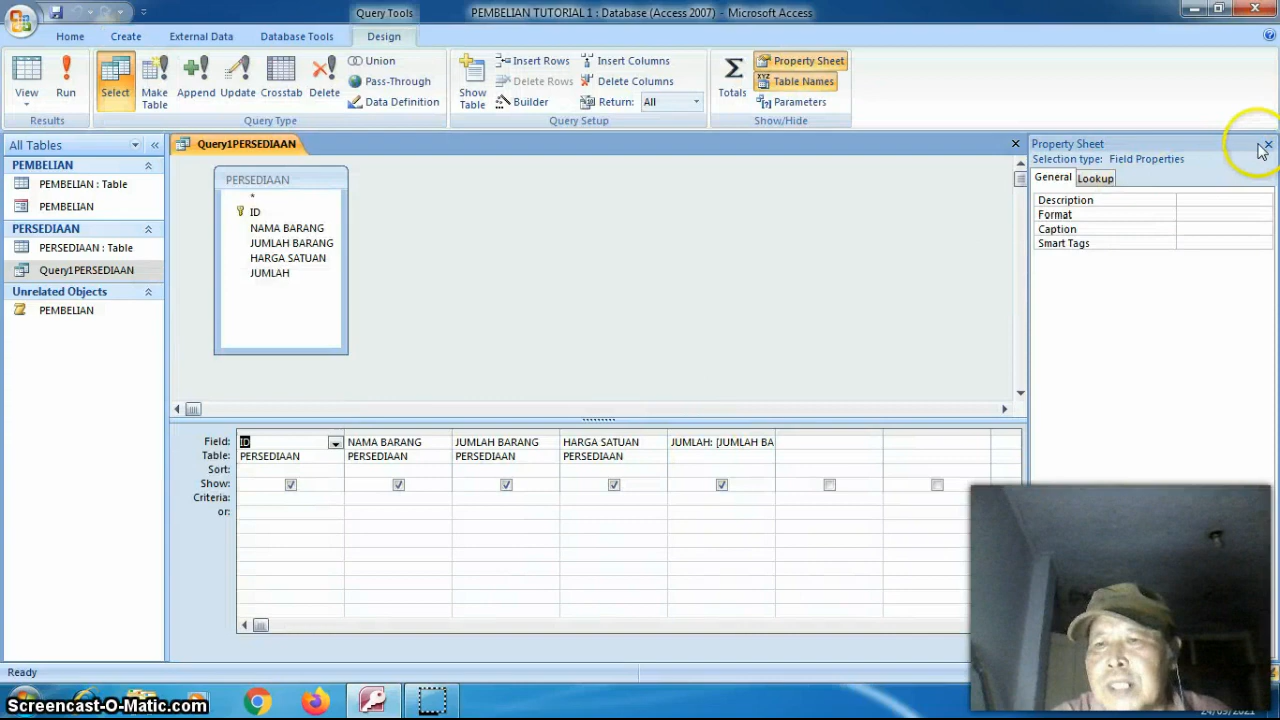 Query Tools
PEMBELIAN TUTORIAL 1 : Database (Access 2007) - Microsoft Access
Home Create External Data Database Tools Design
View Run
Results
Select Make Table Append Update Crosstab Delete
Union
Pass-Through
Data Definition
Query Type
Show Table
Insert Rows
Delete Rows
Builder
Insert Columns
Delete Columns
Return: All
Query Setup
Totals
Property Sheet
Table Names
Parameters
Show/Hide
All Tables
PEMBELIAN
PEMBELIAN : Table
PEMBELIAN
PERSEDIAAN
PERSEDIAAN : Table
Query1PERSEDIAAN
Unrelated Objects
PEMBELIAN
Query1PERSEDIAAN
PERSEDIAAN
*
ID
NAMA BARANG
JUMLAH BARANG
HARGA SATUAN
JUMLAH
Field: ID NAMA BARANG JUMLAH BARANG HARGA SATUAN JUMLAH: [JUMLAH BA
Table: PERSEDIAAN PERSEDIAAN PERSEDIAAN PERSEDIAAN
Sort:
Show:
Criteria:
or:
Property Sheet
Selection type: Field Properties
General Lookup
Description
Format
Caption
Smart Tags
Ready
Screencast-O-Matic.com